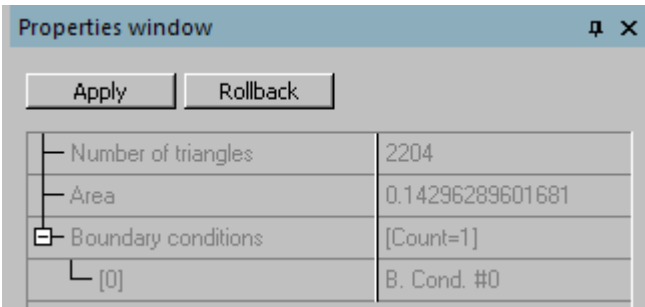 Properties window
Apply Rollback
Number of triangles 2204
Area 0.14296289601681
Boundary conditions [Count=1]
[0] B. Cond. #0